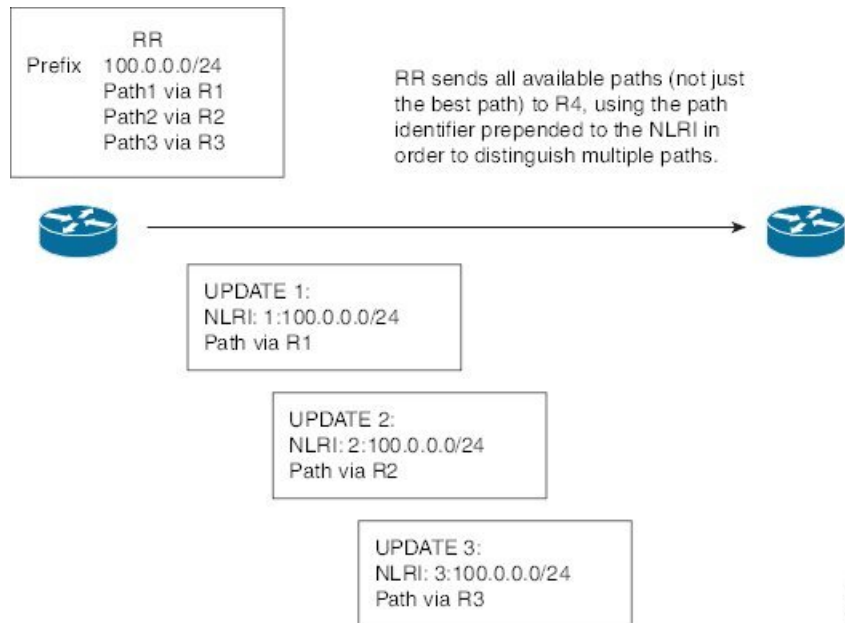 RR
Prefix 100.0.0.0/24
Path1 via R1
Path2 via R2
Path3 via R3
RR sends all available paths (not just
the best path) to R4, using the path
identifier prepended to the NLRI in
order to distinguish multiple paths.
UPDATE 1:
NLRI: 1:100.0.0.0/24
Path via R1
UPDATE 2:
NLRI: 2:100.0.0.0/24
Path via R2
UPDATE 3:
NLRI: 3:100.0.0.0/24
Path via R3